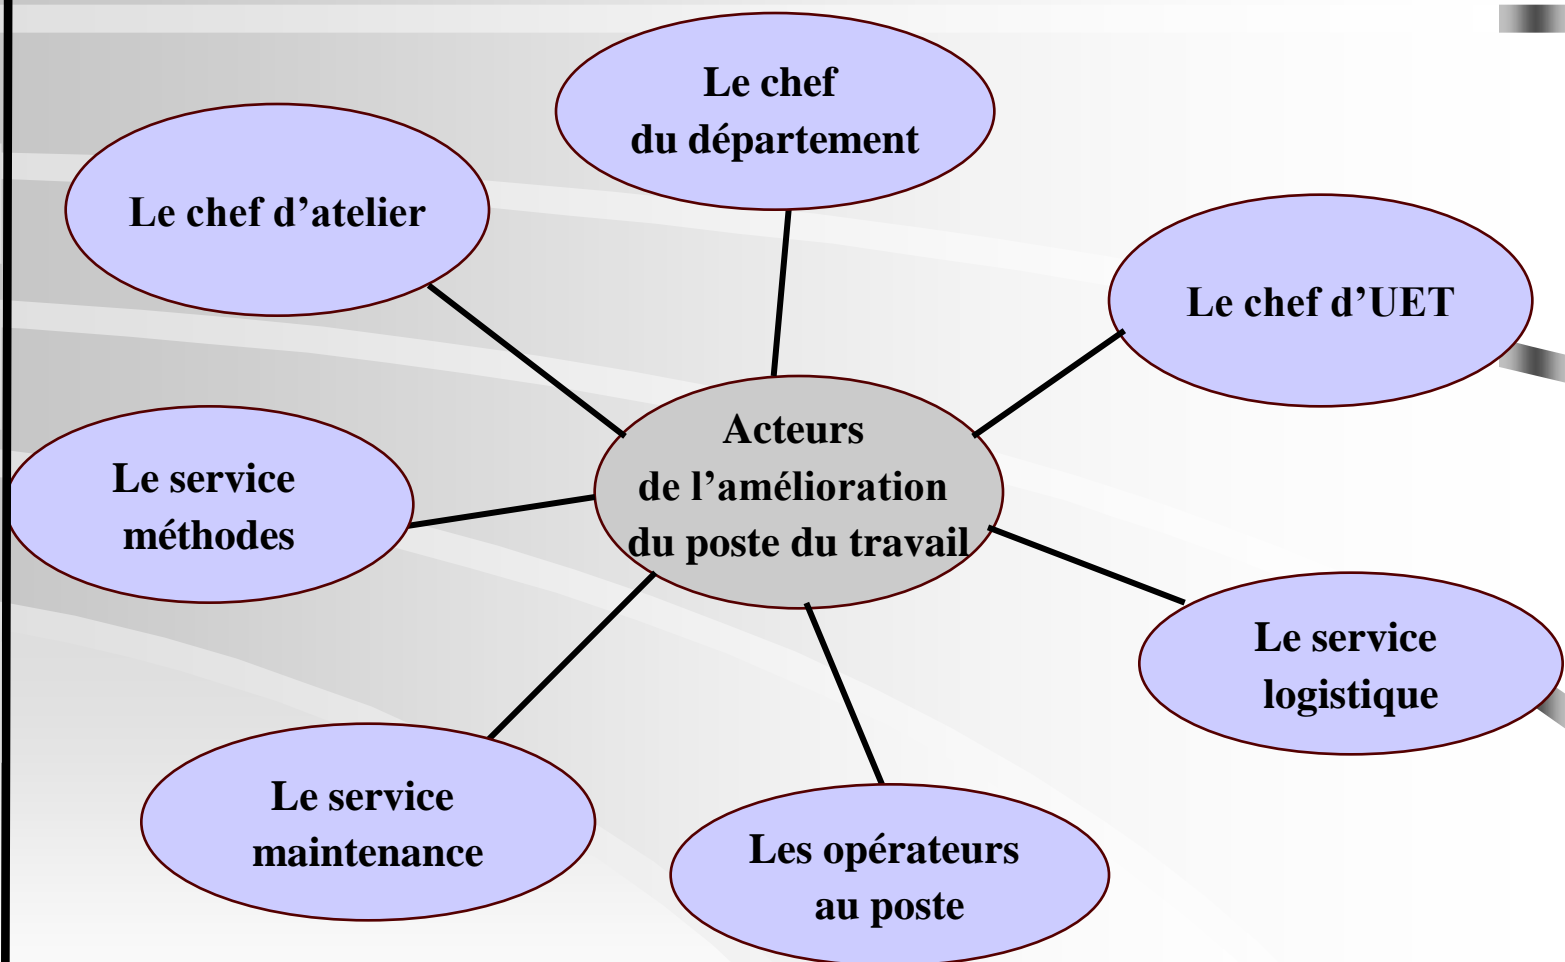 Le chef
du département
Le chef d’atelier
Le chef d’UET
Acteurs
de l’amélioration
du poste du travail
Le service
méthodes
Le service
logistique
Le service
maintenance
Les opérateurs
au poste